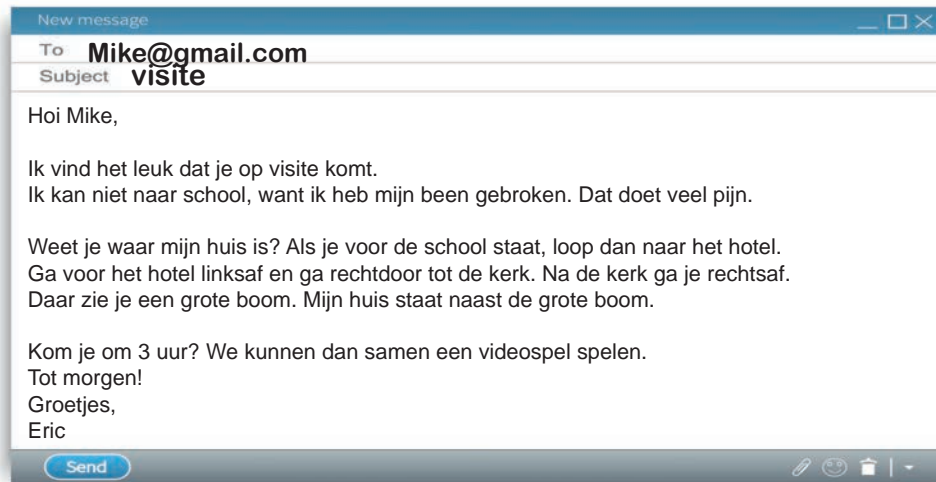 New message
To Mike@gmail.com
Subject visite
Hoi Mike,
Ik vind het leuk dat je op visite komt.
Ik kan niet naar school, want ik heb mijn been gebroken. Dat doet veel pijn.
Weet je waar mijn huis is? Als je voor de school staat, loop dan naar het hotel.
Ga voor het hotel linksaf en ga rechtdoor tot de kerk. Na de kerk ga je rechtsaf.
Daar zie je een grote boom. Mijn huis staat naast de grote boom.
Kom je om 3 uur? We kunnen dan samen een videospel spelen.
Tot morgen!
Groetjes,
Eric
Send